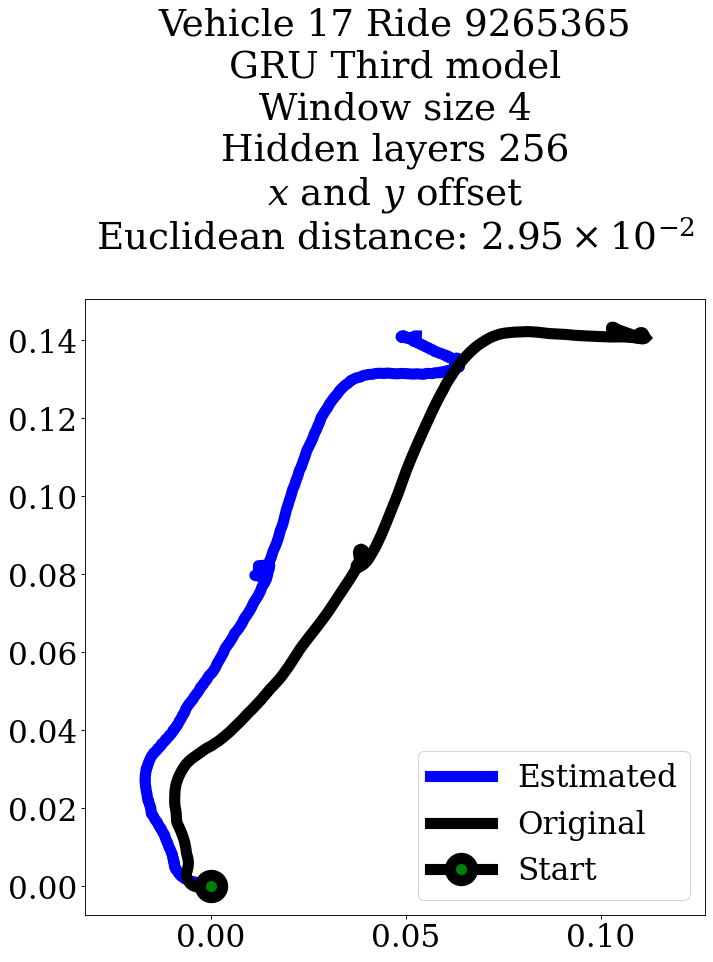 Vehicle 17 Ride 9265365
GRU Third model
Window size 4
Hidden layers 256
x and y offset
Euclidean distance: 2.95 × 10⁻²
0.14
0.12
0.10
0.08
0.06
0.04
0.02
0.00
Estimated
Original
Start
0.00 0.05 0.10